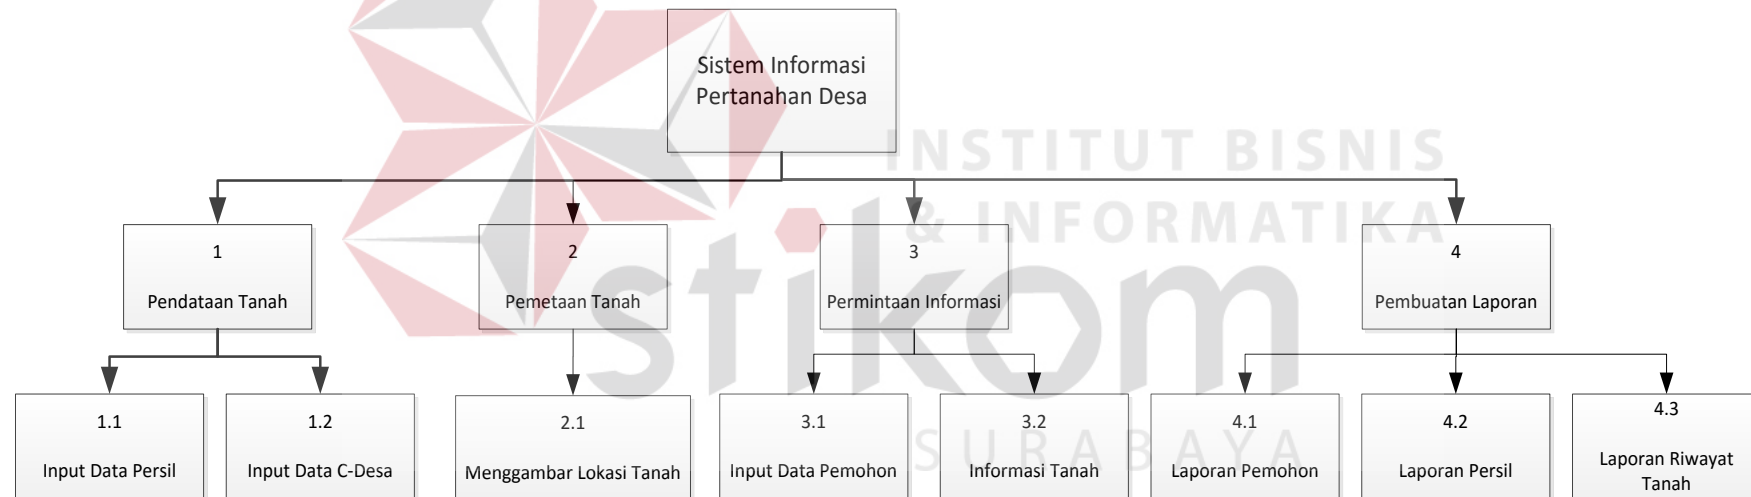 Sistem Informasi
Pertanahan Desa
INSTITUT BISNIS
& INFORMATIKA
stikom
SURABAYA
1
Pendataan Tanah
2
Pemetaan Tanah
3
Permintaan Informasi
4
Pembuatan Laporan
1.1
Input Data Persil
1.2
Input Data C-Desa
2.1
Menggambar Lokasi Tanah
3.1
Input Data Pemohon
3.2
Informasi Tanah
4.1
Laporan Pemohon
4.2
Laporan Persil
4.3
Laporan Riwayat
Tanah